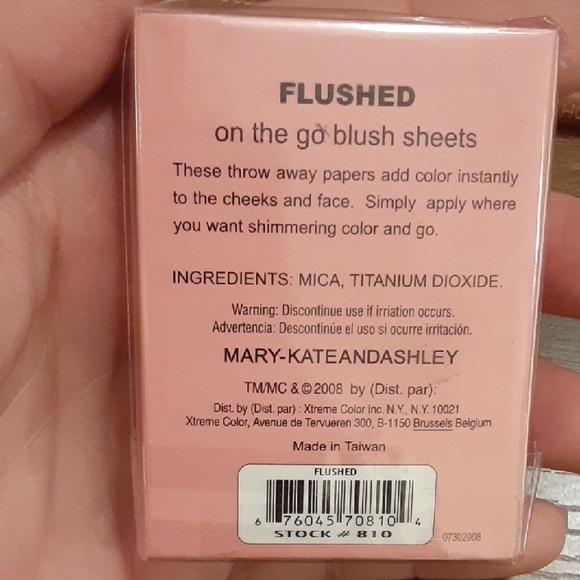 FLUSHED
on the go blush sheets
These throw away papers add color instantly
to the cheeks and face. Simply apply where
you want shimmering color and go.
INGREDIENTS: MICA, TITANIUM DIOXIDE.
Warning: Discontinue use if irriation occurs.
Advertencia: Descontinúe el uso si ocurre irritación.
MARY-KATEANDASHLEY
TM/MC & © 2008 by (Dist. par):
Dist. by (Dist. par) : Xtreme Color Inc. N.Y., N.Y. 10021
Xtreme Color, Avenue de Tervueren 300, B-1150 Brussels Belgium
Made in Taiwan
FLUSHED
6 76045 70810 4
STOCK # 810
07302008